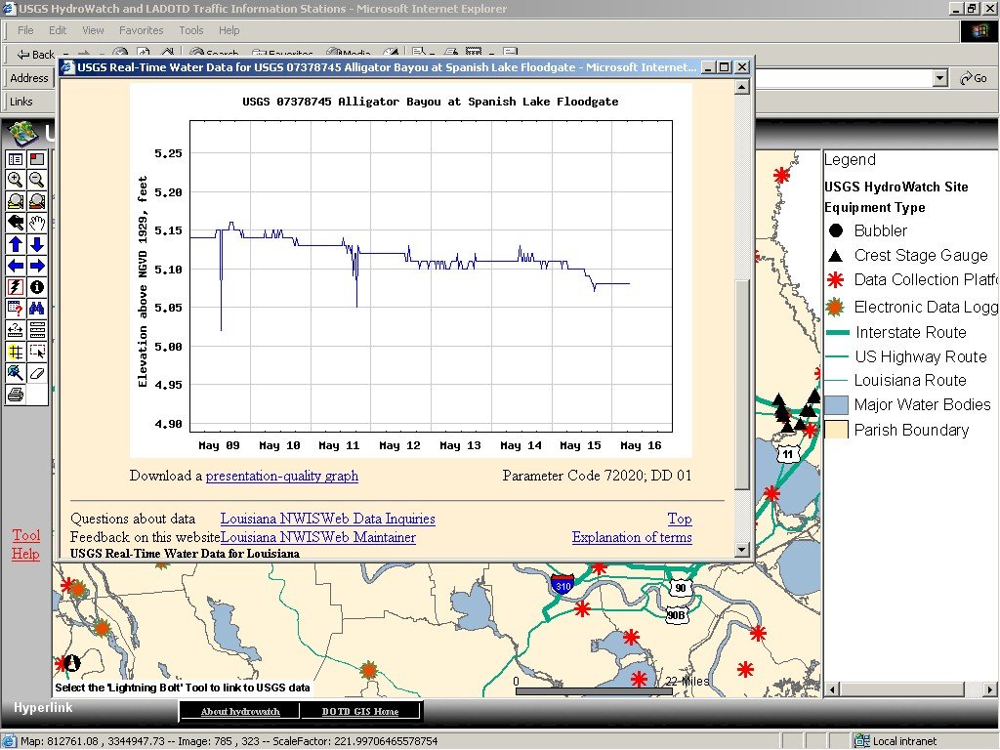 USGS HydroWatch and LADOTD Traffic Information Stations - Microsoft Internet Explorer
File Edit View Favorites Tools Help
Back Search Favorites Media
Address Go
Links
USGS Real-Time Water Data for USGS 07378745 Alligator Bayou at Spanish Lake Floodgate - Microsoft Internet...
USGS 07378745 Alligator Bayou at Spanish Lake Floodgate
Elevation above NGVD 1929, feet
5.25
5.20
5.15
5.10
5.05
5.00
4.95
4.90
May 09 May 10 May 11 May 12 May 13 May 14 May 15 May 16
Download a presentation-quality graph Parameter Code 72020; DD 01
Questions about data Louisiana NWISWeb Data Inquiries Top
Feedback on this website Louisiana NWISWeb Maintainer Explanation of terms
USGS Real-Time Water Data for Louisiana
Legend
USGS HydroWatch Site
Equipment Type
Bubbler
Crest Stage Gauge
Data Collection Platf
Electronic Data Logg
Interstate Route
US Highway Route
Louisiana Route
Major Water Bodies
Parish Boundary
Tool
Help
11
310
90
90B
0 22 Miles
Select the 'Lightning Bolt' Tool to link to USGS data
Hyperlink
About hydrowatch DOTD GIS Home
Map: 812761.08 , 3344947.73 -- Image: 785 , 323 -- ScaleFactor: 221.99706465578754
Local intranet